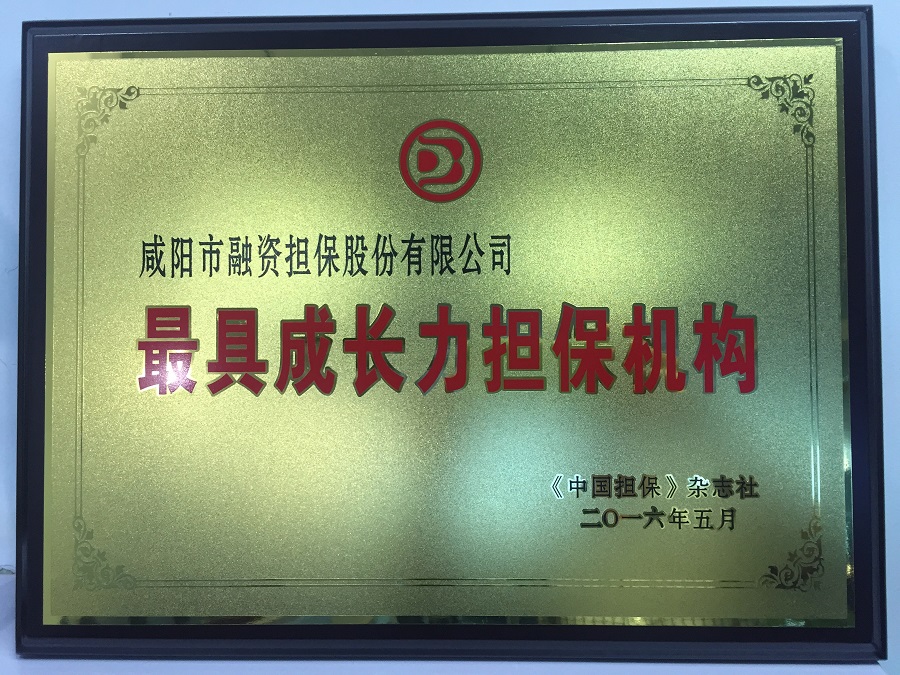 咸阳市融资担保股份有限公司
最具成长力担保机构
《中国担保》杂志社
二〇一六年五月